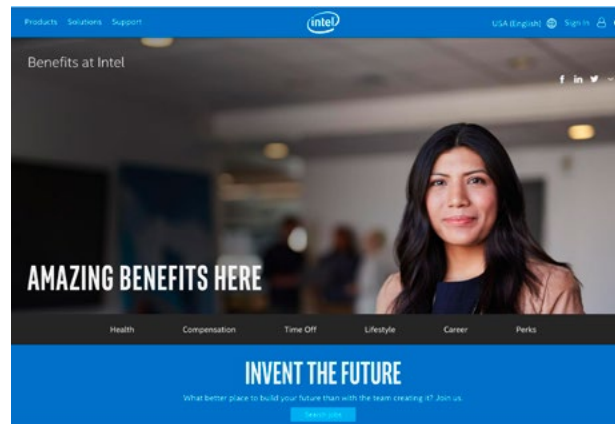 Products Solutions Support
intel
USA (English) Sign in
Benefits at Intel
f in
AMAZING BENEFITS HERE
Health Compensation Time Off Lifestyle Career Perks
INVENT THE FUTURE
What better place to build your future than with the team creating it? Join us.
Search jobs